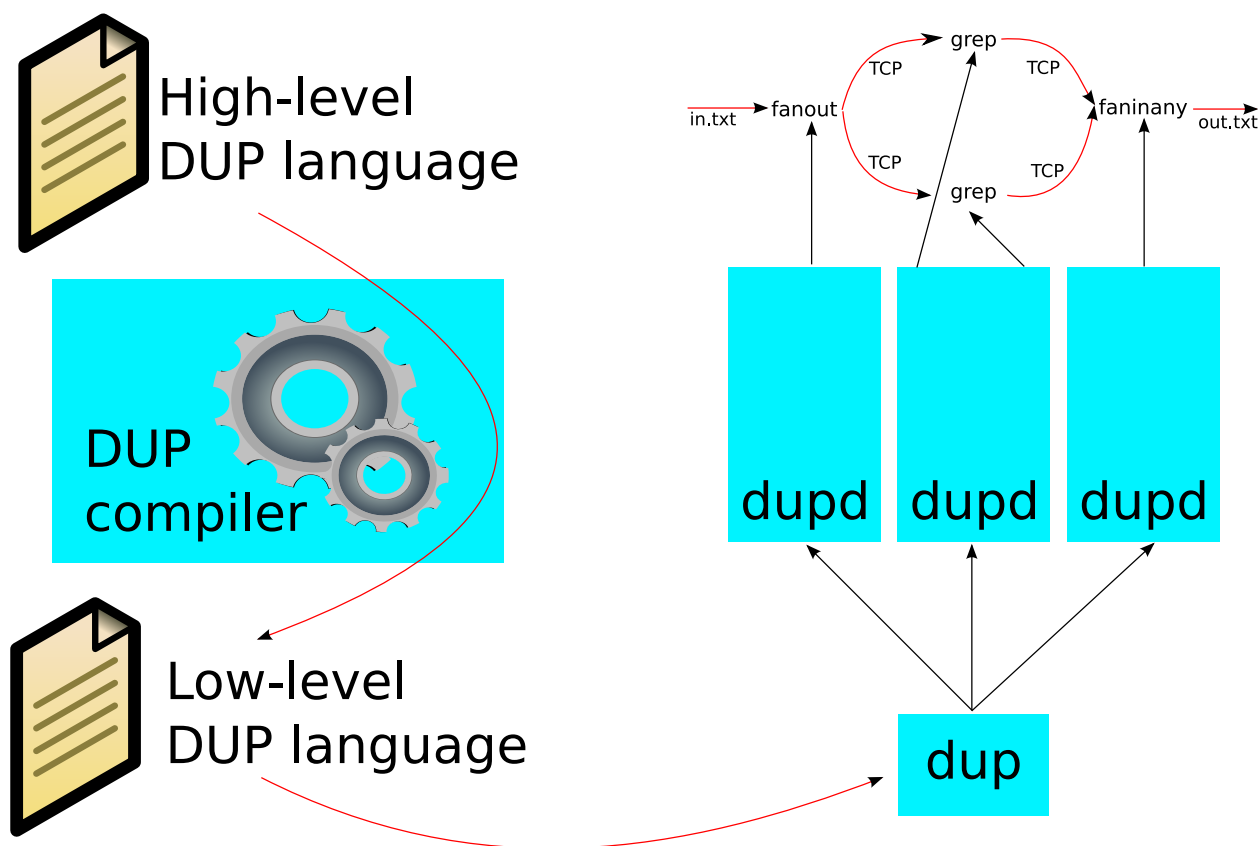 High-level
DUP language
DUP
compiler
Low-level
DUP language
grep
TCP
TCP
in.txt
fanout
faninany
out.txt
TCP
TCP
grep
dupd
dupd
dupd
dup